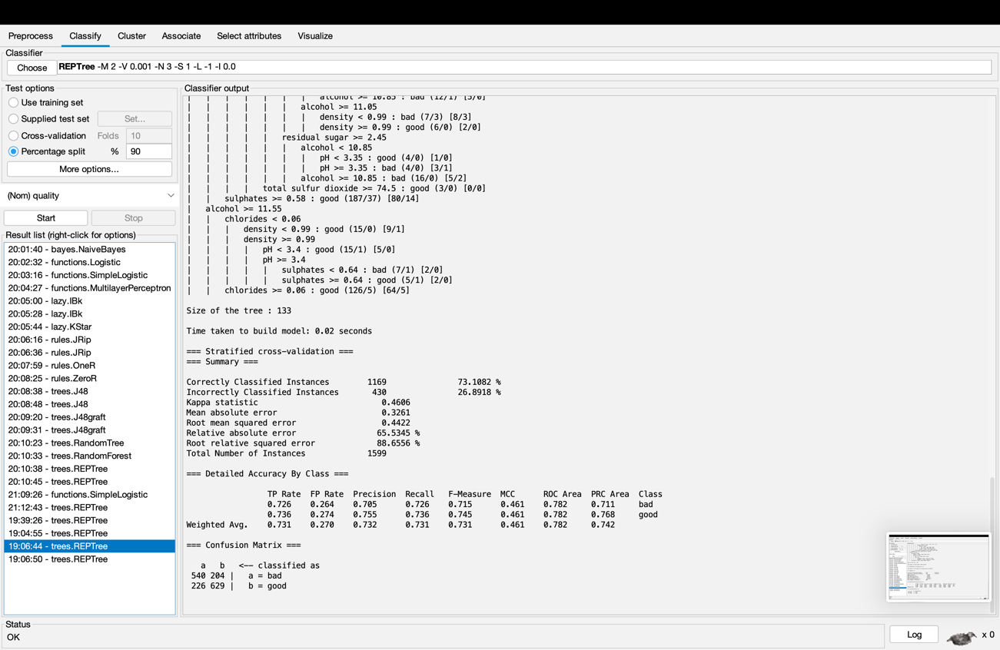 Preprocess Classify Cluster Associate Select attributes Visualize
Classifier
Choose REPTree -M 2 -V 0.001 -N 3 -S 1 -L -1 -I 0.0
Test options
Use training set
Supplied test set Set...
Cross-validation Folds 10
Percentage split % 90
More options...
(Nom) quality
Start Stop
Result list (right-click for options)
20:01:40 - bayes.NaiveBayes
20:02:32 - functions.Logistic
20:03:16 - functions.SimpleLogistic
20:04:27 - functions.MultilayerPerceptron
20:05:00 - lazy.IBk
20:05:28 - lazy.IBk
20:05:44 - lazy.KStar
20:06:16 - rules.JRip
20:06:36 - rules.JRip
20:07:59 - rules.OneR
20:08:25 - rules.ZeroR
20:08:38 - trees.J48
20:08:48 - trees.J48
20:09:20 - trees.J48graft
20:09:31 - trees.J48graft
20:10:23 - trees.RandomTree
20:10:33 - trees.RandomForest
20:10:38 - trees.REPTree
20:10:45 - trees.REPTree
21:09:26 - functions.SimpleLogistic
21:12:43 - trees.REPTree
19:39:26 - trees.REPTree
19:04:55 - trees.REPTree
19:06:44 - trees.REPTree
19:06:50 - trees.REPTree
Classifier output
| | | | | | | alcohol >= 10.85 : bad (12/1) [5/0]
| | | | | | alcohol >= 11.05
| | | | | | | density < 0.99 : bad (7/3) [8/3]
| | | | | | | density >= 0.99 : good (6/0) [2/0]
| | | | | residual sugar >= 2.45
| | | | | | alcohol < 10.85
| | | | | | | pH < 3.35 : good (4/0) [1/0]
| | | | | | | pH >= 3.35 : bad (4/0) [3/1]
| | | | | | alcohol >= 10.85 : bad (16/0) [5/2]
| | | | total sulfur dioxide >= 74.5 : good (3/0) [0/0]
| | sulphates >= 0.58 : good (187/37) [80/14]
| alcohol >= 11.55
| | chlorides < 0.06
| | | density < 0.99 : good (15/0) [9/1]
| | | density >= 0.99
| | | | pH < 3.4 : good (15/1) [5/0]
| | | | pH >= 3.4
| | | | | sulphates < 0.64 : bad (7/1) [2/0]
| | | | | sulphates >= 0.64 : good (5/1) [2/0]
| | chlorides >= 0.06 : good (126/5) [64/5]
Size of the tree : 133
Time taken to build model: 0.02 seconds
=== Stratified cross-validation ===
=== Summary ===
Correctly Classified Instances 1169 73.1082 %
Incorrectly Classified Instances 430 26.8918 %
Kappa statistic 0.4606
Mean absolute error 0.3261
Root mean squared error 0.4422
Relative absolute error 65.5345 %
Root relative squared error 88.6556 %
Total Number of Instances 1599
=== Detailed Accuracy By Class ===
TP Rate FP Rate Precision Recall F-Measure MCC ROC Area PRC Area Class
0.726 0.264 0.705 0.726 0.715 0.461 0.782 0.711 bad
0.736 0.274 0.755 0.736 0.745 0.461 0.782 0.768 good
Weighted Avg. 0.731 0.270 0.732 0.731 0.731 0.461 0.782 0.742
=== Confusion Matrix ===
a b <-- classified as
540 204 | a = bad
226 629 | b = good
Status
OK
Log x 0